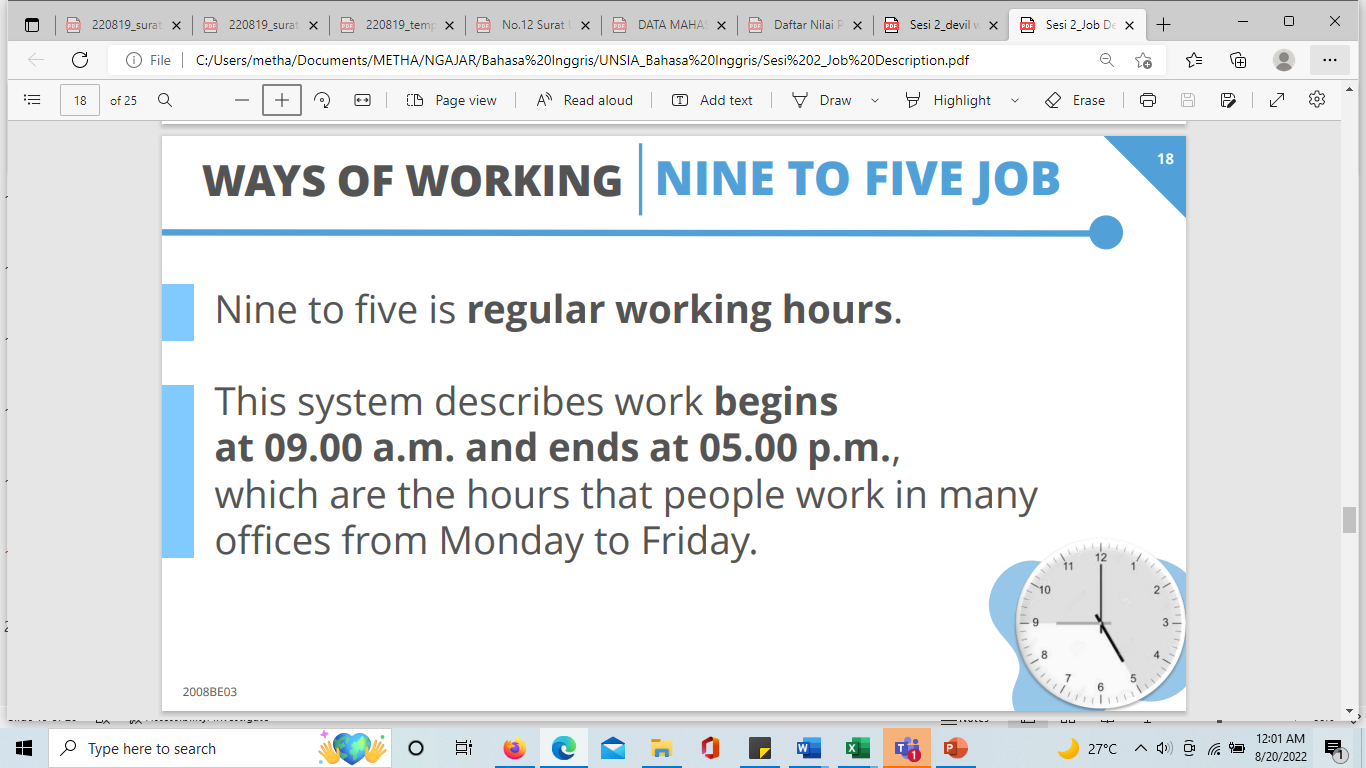 220819_surat
220819_surat
220819_temp
No.12 Surat
DATA MAHA
Daftar Nilai P
Sesi 2_devil w
Sesi 2_Job De
File
C:/Users/metha/Documents/METHA/NGAJAR/Bahasa%20Inggris/UNSIA_Bahasa%20Inggris/Sesi%202_Job%20Description.pdf
18 of 25
Page view
Read aloud
Add text
Draw
Highlight
Erase
WAYS OF WORKING
NINE TO FIVE JOB
18
Nine to five is regular working hours.
This system describes work begins
at 09.00 a.m. and ends at 05.00 p.m.,
which are the hours that people work in many
offices from Monday to Friday.
12
11 1
10 2
9 3
8 4
7 5
6
2008BE03
Type here to search
1
27°C
12:01 AM
8/20/2022
1